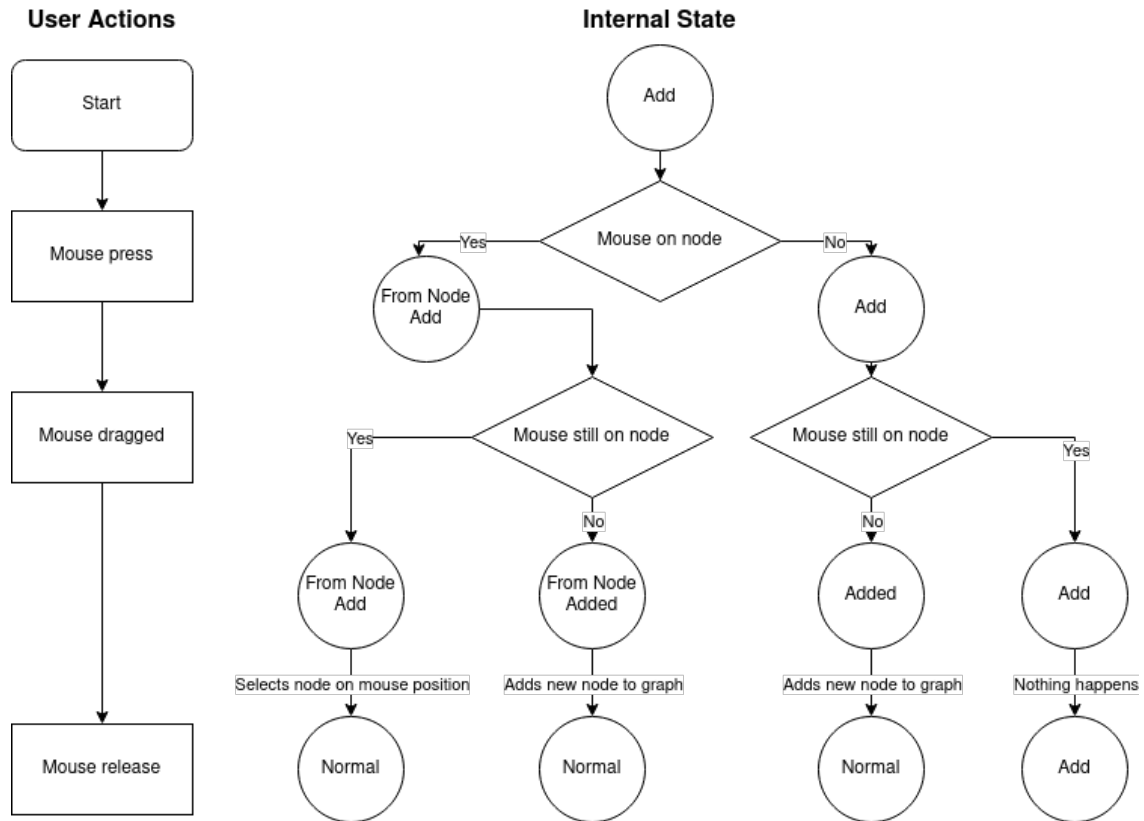 User Actions
Internal State
Start
Add
Mouse press
Mouse on node
Yes
No
From Node
Add
Add
Mouse dragged
Mouse still on node
Mouse still on node
Yes
Yes
No
No
From Node
Add
From Node
Added
Added
Add
Selects node on mouse position
Adds new node to graph
Adds new node to graph
Nothing happens
Mouse release
Normal
Normal
Normal
Add